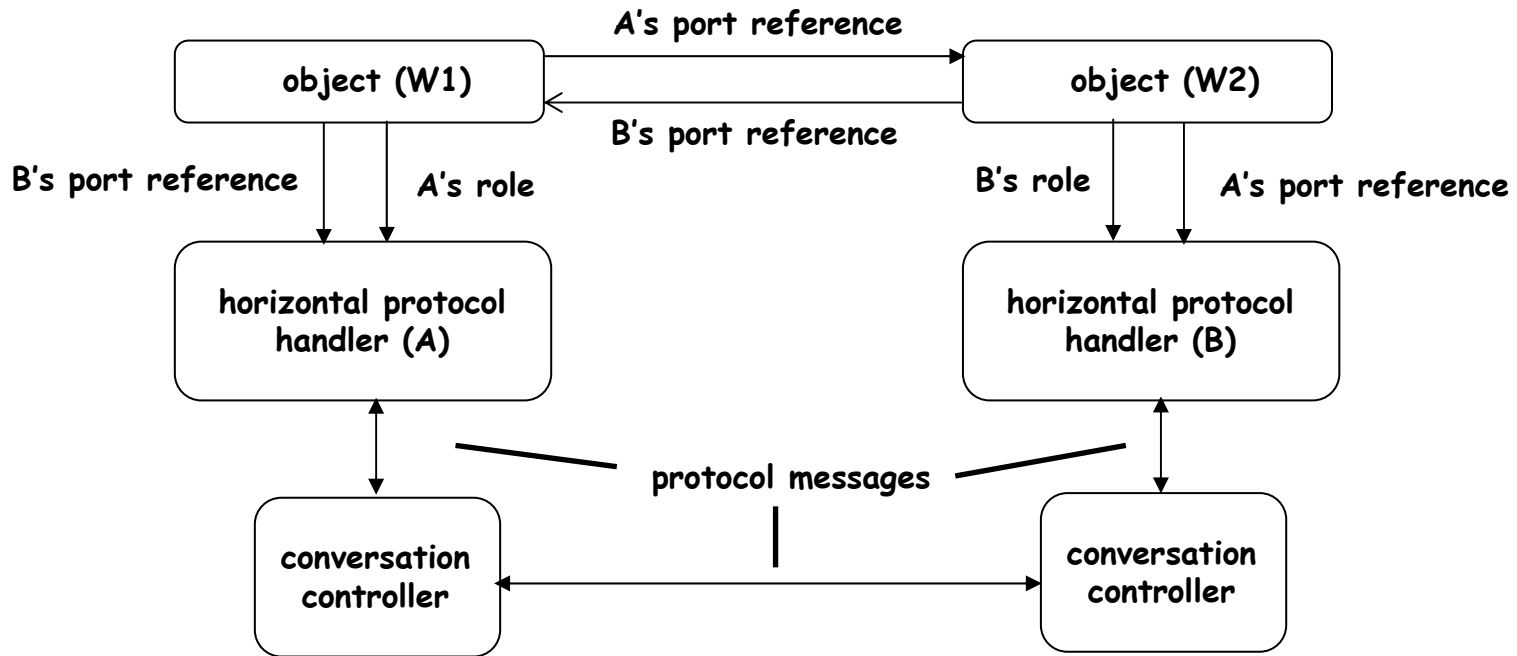 A's port reference
object (W1)
object (W2)
B's port reference
B's port reference
A's role
B's role
A's port reference
horizontal protocol
handler (A)
horizontal protocol
handler (B)
protocol messages
conversation
controller
conversation
controller